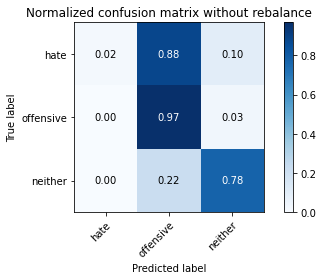 Normalized confusion matrix without rebalance
hate 0.02 0.88 0.10
offensive 0.00 0.97 0.03
neither 0.00 0.22 0.78
True label
hate offensive neither
Predicted label
0.8
0.6
0.4
0.2
0.0